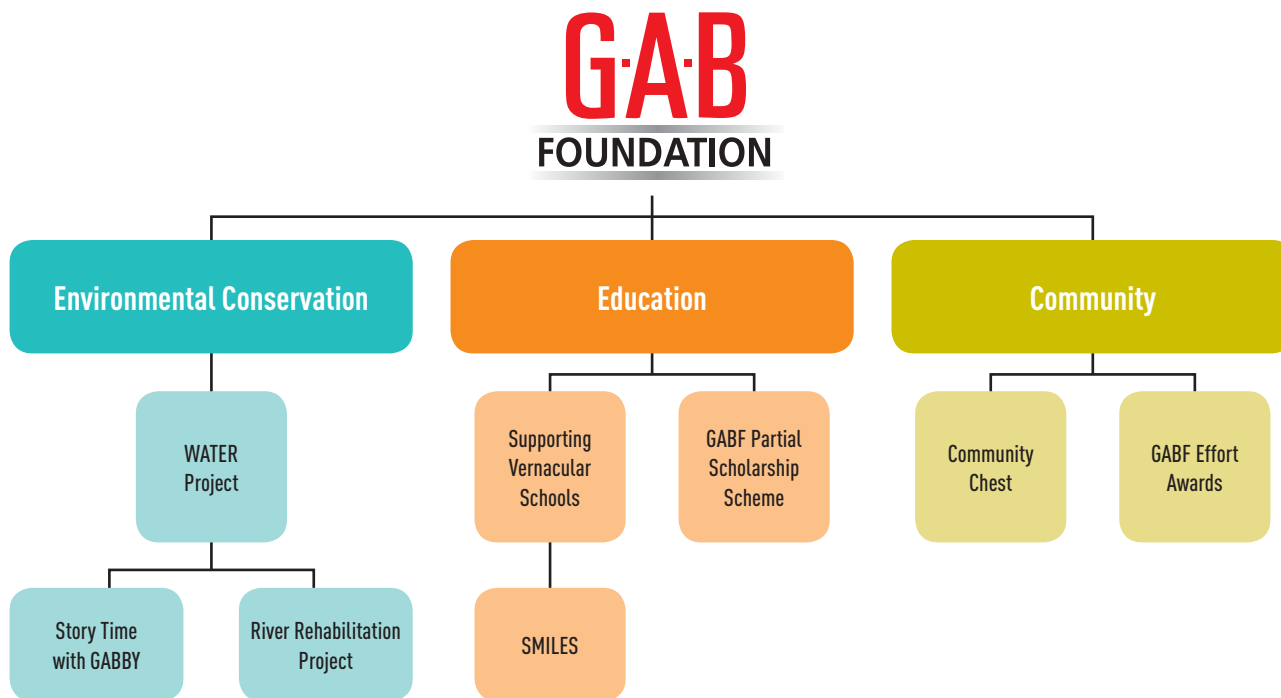 G·A·B
FOUNDATION
Environmental Conservation
Education
Community
WATER
Project
Supporting
Vernacular
Schools
GABF Partial
Scholarship
Scheme
Community
Chest
GABF Effort
Awards
Story Time
with GABBY
River Rehabilitation
Project
SMILES